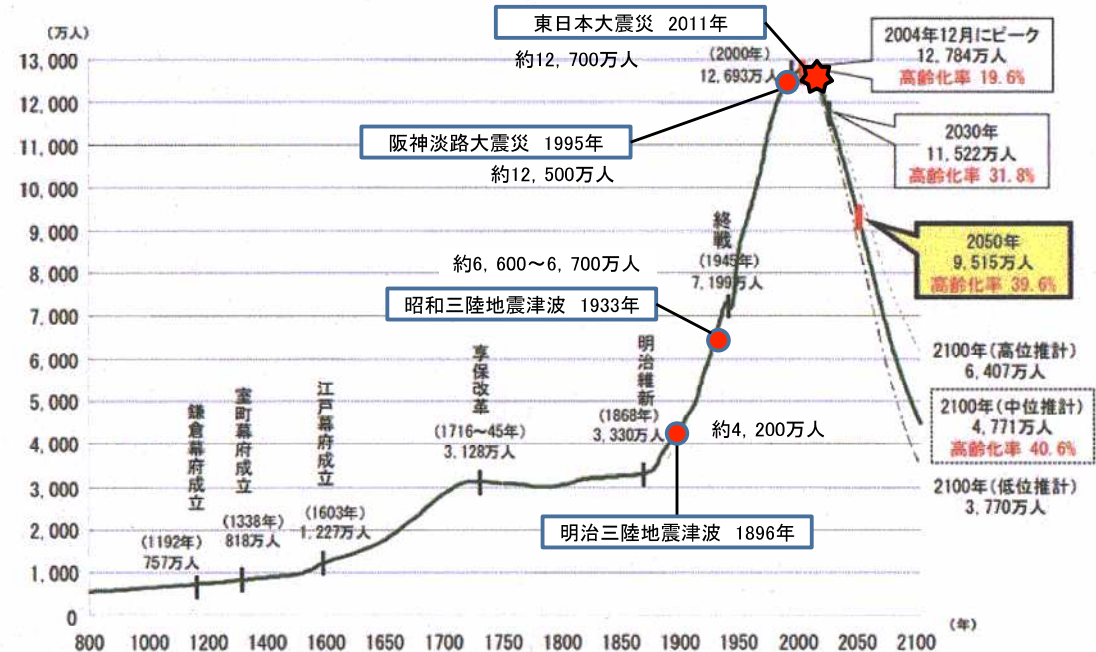 (万人)
13,000
12,000
11,000
10,000
9,000
8,000
7,000
6,000
5,000
4,000
3,000
2,000
1,000
0
800
1000
1200
1400
1600
1650
1700
1750
1800
1850
1900
1950
2000
2050
2100
(年)
東日本大震災 2011年
約12,700万人
(2000年)
12,693万人
2004年12月にピーク
12,784万人
高齢化率 19.6%
阪神淡路大震災 1995年
約12,500万人
2030年
11,522万人
高齢化率 31.8%
2050年
9,515万人
高齢化率 39.6%
終戦
(1945年)
7,199万人
約6,600～6,700万人
昭和三陸地震津波 1933年
2100年(高位推計)
6,407万人
2100年(中位推計)
4,771万人
高齢化率 40.6%
2100年(低位推計)
3,770万人
明治維新
(1868年)
3,330万人
約4,200万人
明治三陸地震津波 1896年
享保改革
(1716～45年)
3,128万人
江戸幕府成立
(1603年)
1,227万人
室町幕府成立
(1338年)
818万人
鎌倉幕府成立
(1192年)
757万人